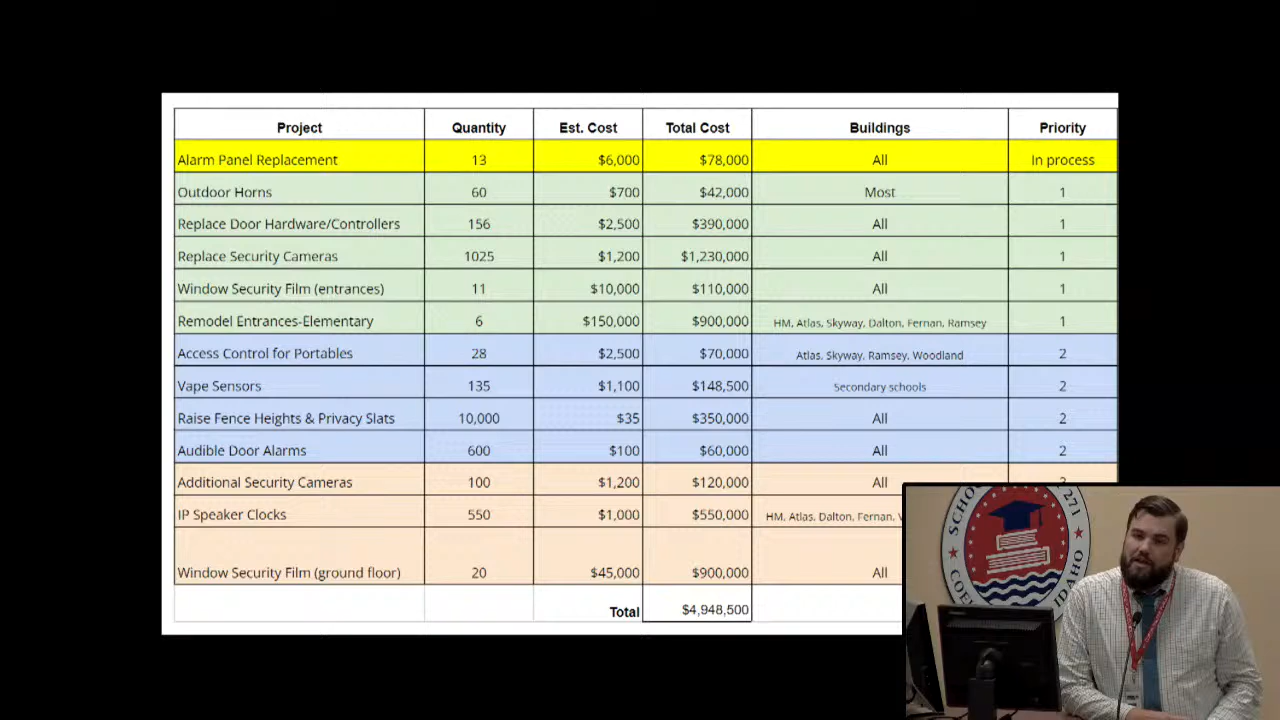 Project Quantity Est. Cost Total Cost Buildings Priority
Alarm Panel Replacement 13 $6,000 $78,000 All In process
Outdoor Horns 60 $700 $42,000 Most 1
Replace Door Hardware/Controllers 156 $2,500 $390,000 All 1
Replace Security Cameras 1025 $1,200 $1,230,000 All 1
Window Security Film (entrances) 11 $10,000 $110,000 All 1
Remodel Entrances-Elementary 6 $150,000 $900,000 HM, Atlas, Skyway, Dalton, Fernan, Ramsey 1
Access Control for Portables 28 $2,500 $70,000 Atlas, Skyway, Ramsey, Woodland 2
Vape Sensors 135 $1,100 $148,500 Secondary schools 2
Raise Fence Heights & Privacy Slats 10,000 $35 $350,000 All 2
Audible Door Alarms 600 $100 $60,000 All 2
Additional Security Cameras 100 $1,200 $120,000 All
IP Speaker Clocks 550 $1,000 $550,000 HM, Atlas, Dalton, Fernan,
Window Security Film (ground floor) 20 $45,000 $900,000 All
Total $4,948,500
271
IDAHO